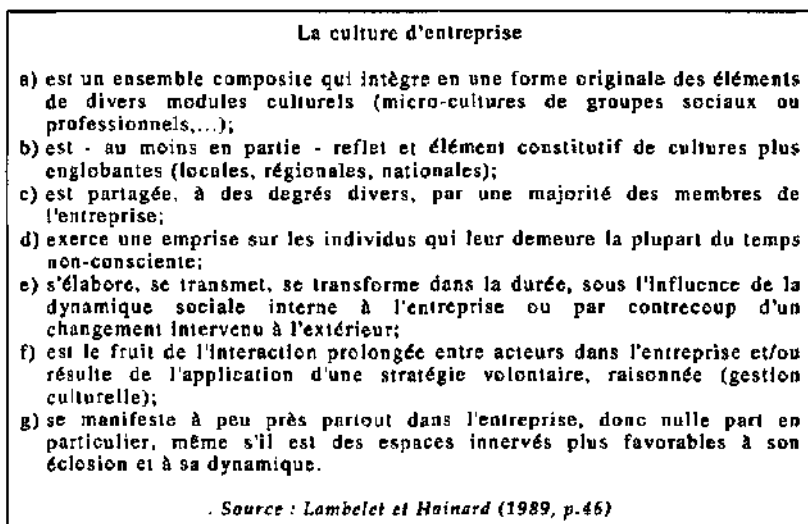 La culture d'entreprise
a) est un ensemble composite qui intègre en une forme originale des éléments
de divers modules culturels (micro-cultures de groupes sociaux ou
professionnels,...);
b) est - au moins en partie - reflet et élément constitutif de cultures plus
englobantes (locales, régionales, nationales);
c) est partagée, à des degrés divers, par une majorité des membres de
l'entreprise;
d) exerce une emprise sur les individus qui leur demeure la plupart du temps
non-consciente;
e) s'élabore, se transmet, se transforme dans la durée, sous l'influence de la
dynamique sociale interne à l'entreprise ou par contrecoup d'un
changement intervenu à l'extérieur;
f) est le fruit de l'interaction prolongée entre acteurs dans l'entreprise et/ou
résulte de l'application d'une stratégie volontaire, raisonnée (gestion
culturelle);
g) se manifeste à peu près partout dans l'entreprise, donc nulle part en
particulier, même s'il est des espaces innervés plus favorables à son
éclosion et à sa dynamique.
. Source : Lambelet et Hainard (1989, p.46)